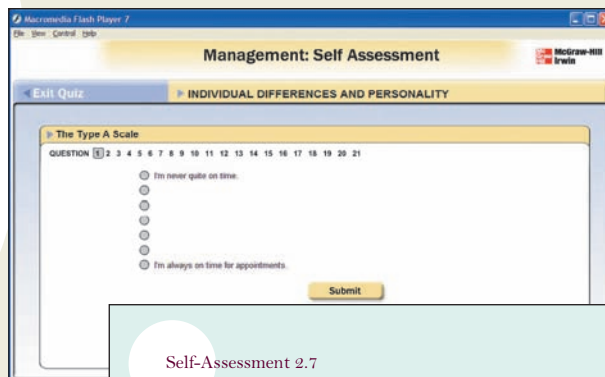 Macromedia Flash Player 7
File View Control Help
Management: Self Assessment
McGraw-Hill
Irwin
Exit Quiz
INDIVIDUAL DIFFERENCES AND PERSONALITY
The Type A Scale
QUESTION 1 2 3 4 5 6 7 8 9 10 11 12 13 14 15 16 17 18 19 20 21
I'm never quite on time.
I'm always on time for appointments.
Submit
Self-Assessment 2.7